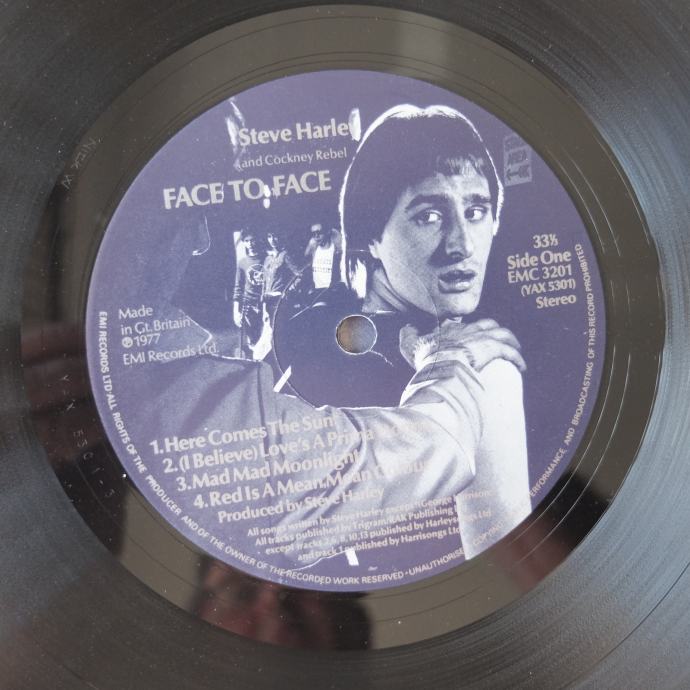 Steve Harley
and Cockney Rebel
FACE TO FACE
33⅓
Side One
EMC 3201
(YAX 5301)
Stereo
Made
in Gt. Britain
℗1977
EMI Records Ltd.
1. Here Comes The Sun
2. (I Believe) Love's A Prima
3. Mad Mad Moonlight
4. Red Is A Mean, Mean Colour
Produced by Steve Harley
All songs written by Steve Harley except 1 George Harrison
All tracks published by Trigram/RAK Publishing
except tracks 2, 6, 8, 10, 13 published by Harleysongs Ltd
and track 1 published by Harrisongs Ltd.
EMI RECORDS LTD·ALL RIGHTS OF THE PRODUCER AND OF THE OWNER OF THE RECORDED WORK RESERVED·UNAUTHORISED COPYING PERFORMANCE AND BROADCASTING OF THIS RECORD PROHIBITED
YAX 5301-3